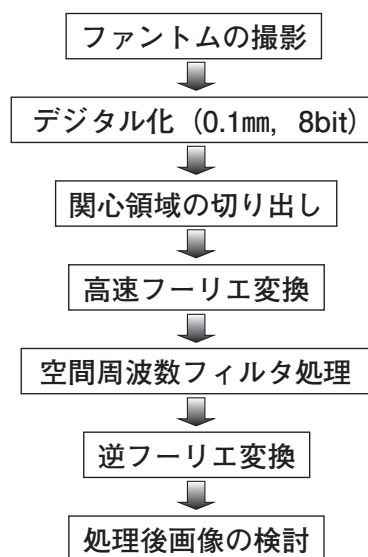 ファントムの撮影
デジタル化（0.1㎜，8bit）
関心領域の切り出し
高速フーリエ変換
空間周波数フィルタ処理
逆フーリエ変換
処理後画像の検討